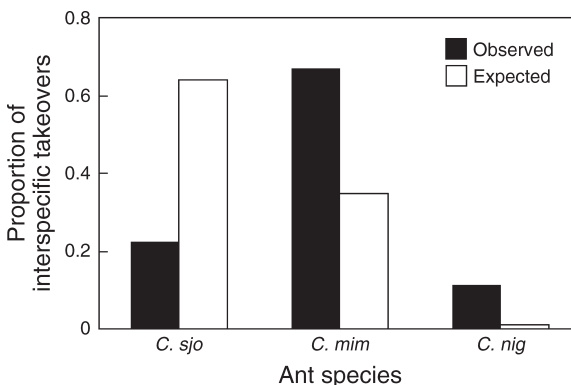 Proportion of
interspecific takeovers
0.8
0.6
0.4
0.2
0
Observed
Expected
C. sjo
C. mim
C. nig
Ant species